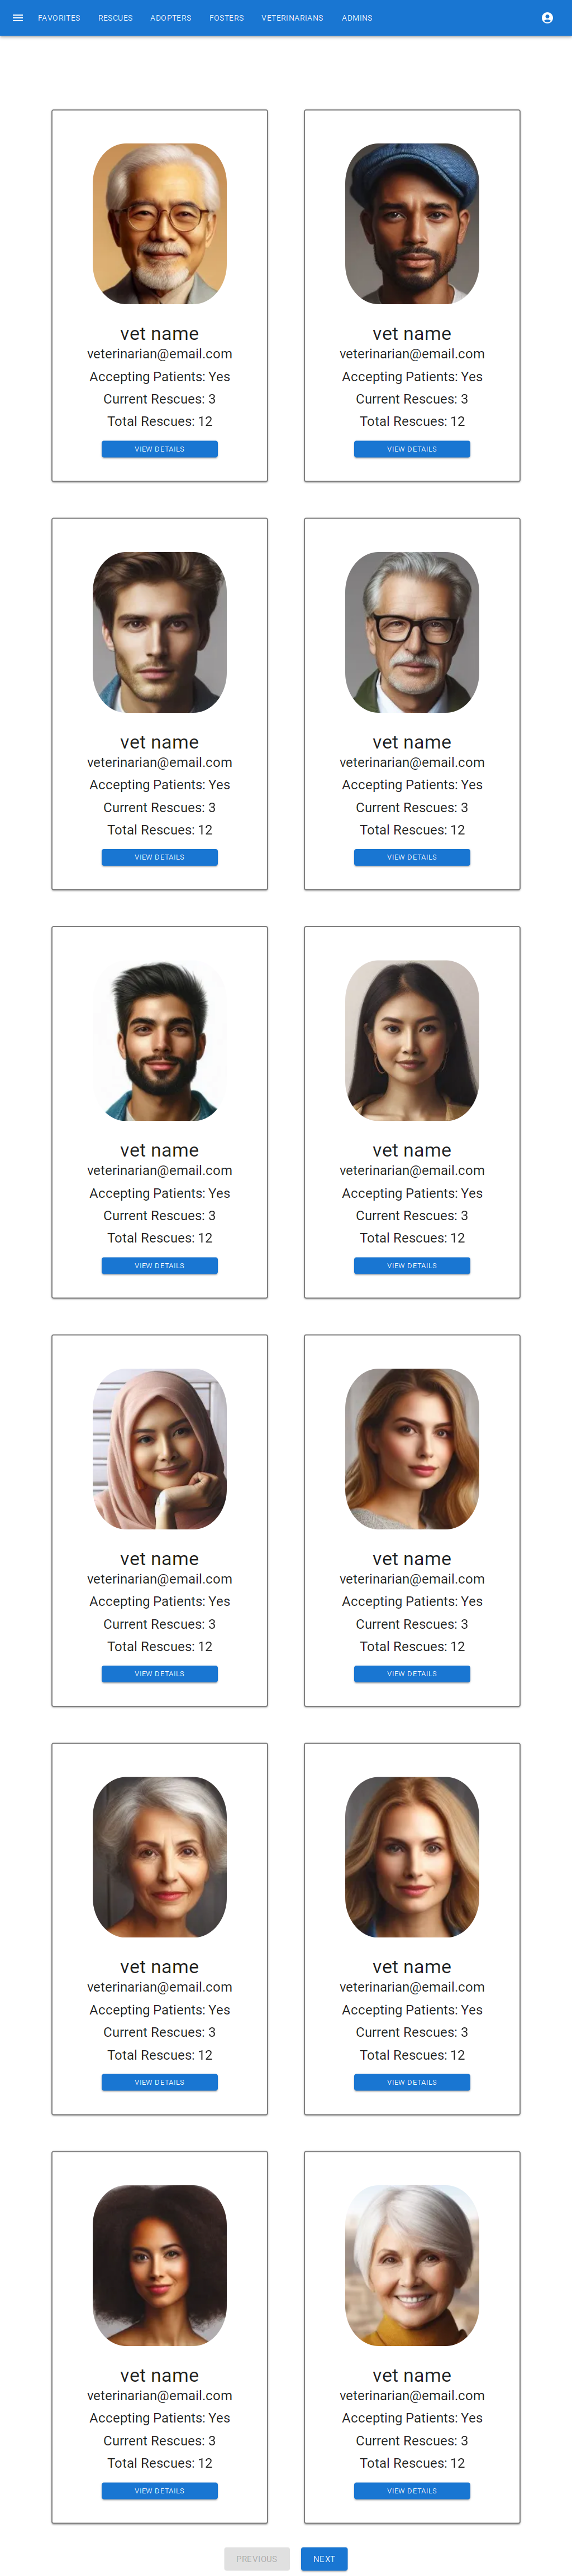 FAVORITES RESCUES ADOPTERS FOSTERS VETERINARIANS ADMINS
vet name
veterinarian@email.com
Accepting Patients: Yes
Current Rescues: 3
Total Rescues: 12
VIEW DETAILS
vet name
veterinarian@email.com
Accepting Patients: Yes
Current Rescues: 3
Total Rescues: 12
VIEW DETAILS
vet name
veterinarian@email.com
Accepting Patients: Yes
Current Rescues: 3
Total Rescues: 12
VIEW DETAILS
vet name
veterinarian@email.com
Accepting Patients: Yes
Current Rescues: 3
Total Rescues: 12
VIEW DETAILS
vet name
veterinarian@email.com
Accepting Patients: Yes
Current Rescues: 3
Total Rescues: 12
VIEW DETAILS
vet name
veterinarian@email.com
Accepting Patients: Yes
Current Rescues: 3
Total Rescues: 12
VIEW DETAILS
vet name
veterinarian@email.com
Accepting Patients: Yes
Current Rescues: 3
Total Rescues: 12
VIEW DETAILS
vet name
veterinarian@email.com
Accepting Patients: Yes
Current Rescues: 3
Total Rescues: 12
VIEW DETAILS
vet name
veterinarian@email.com
Accepting Patients: Yes
Current Rescues: 3
Total Rescues: 12
VIEW DETAILS
vet name
veterinarian@email.com
Accepting Patients: Yes
Current Rescues: 3
Total Rescues: 12
VIEW DETAILS
vet name
veterinarian@email.com
Accepting Patients: Yes
Current Rescues: 3
Total Rescues: 12
VIEW DETAILS
vet name
veterinarian@email.com
Accepting Patients: Yes
Current Rescues: 3
Total Rescues: 12
VIEW DETAILS
PREVIOUS NEXT